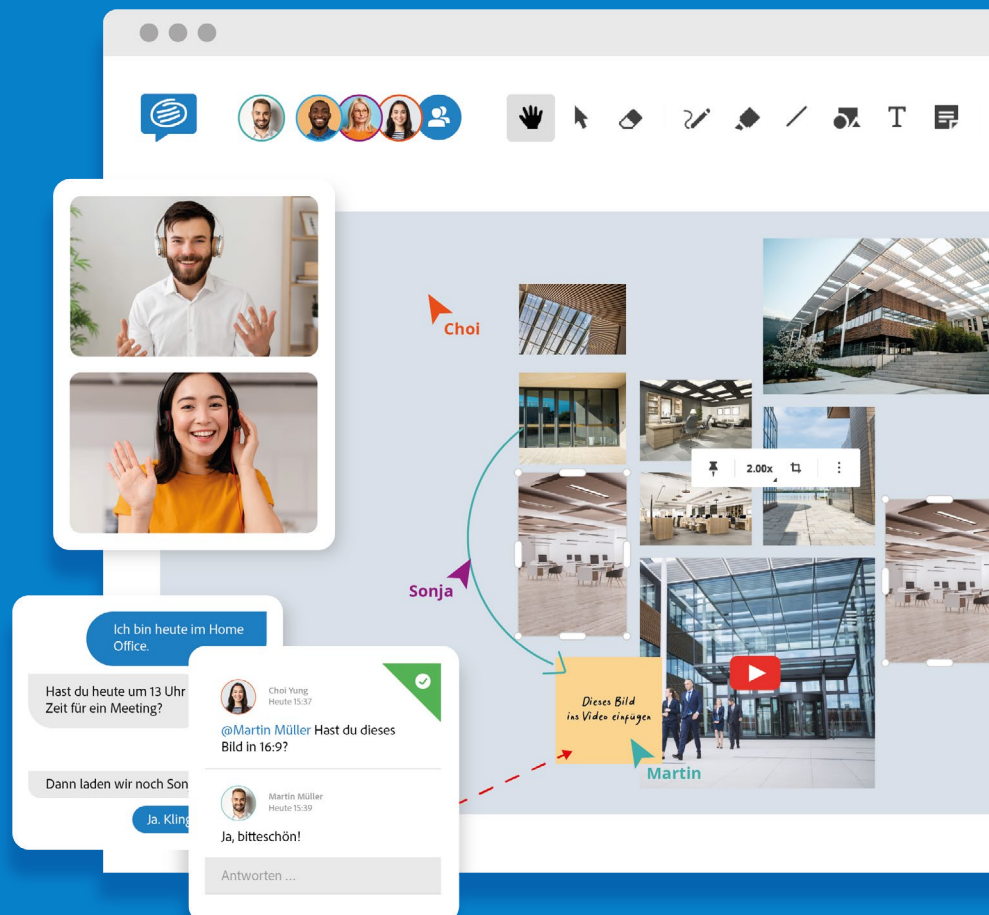 T
Choi
2.00x
Sonja
Dieses Bild
ins Video einfügen
Martin
Ich bin heute im Home
Office.
Hast du heute um 13 Uhr
Zeit für ein Meeting?
Dann laden wir noch Son
Ja. Kling
Choi Yung
Heute 15:37
@Martin Müller Hast du dieses
Bild in 16:9?
Martin Müller
Heute 15:39
Ja, bitteschön!
Antworten ...